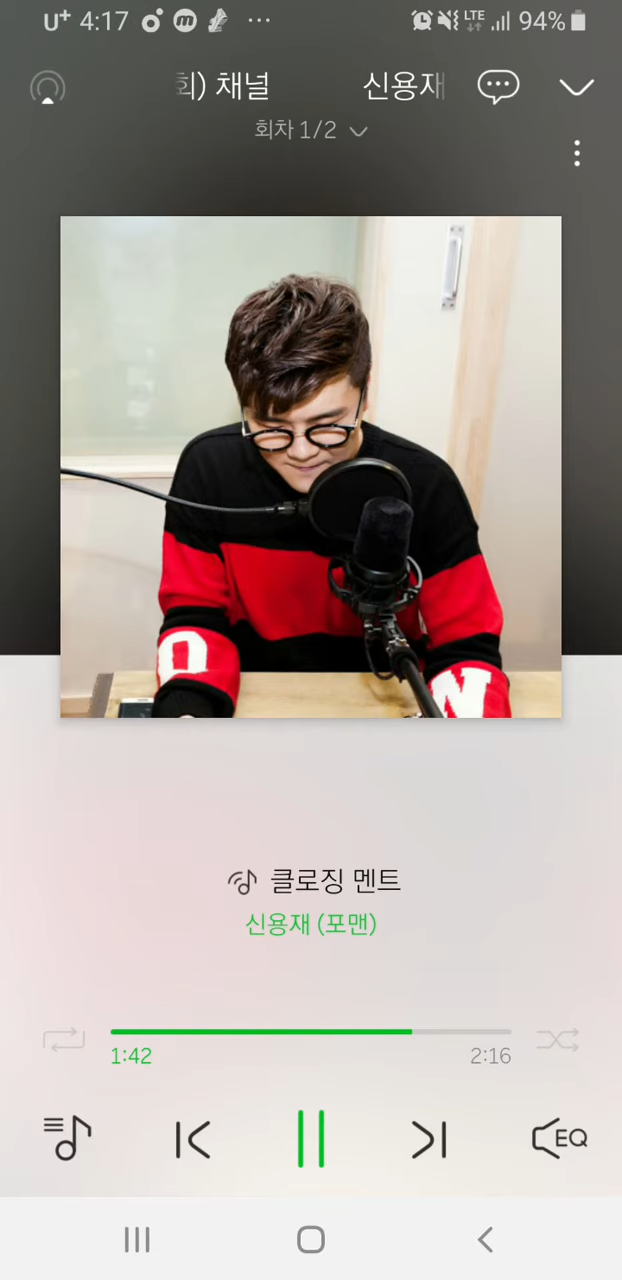 U+ 4:17 m ... LTE 94%
회) 채널 신용재
회차 1/2
O
N
클로징 멘트
신용재 (포맨)
1:42 2:16
EQ